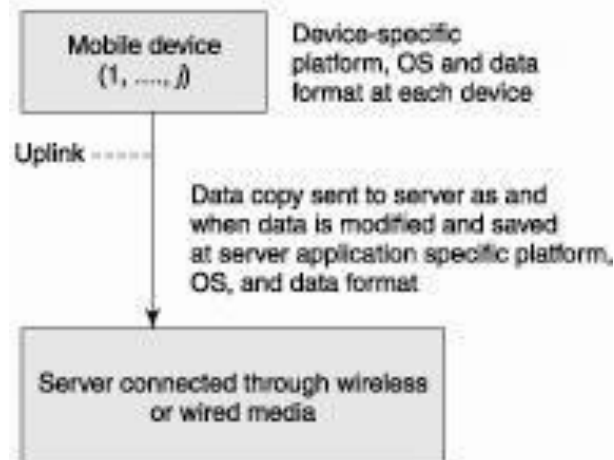 Mobile device
(1, ...., j)
Device-specific
platform, OS and data
format at each device
Uplink
Data copy sent to server as and
when data is modified and saved
at server application specific platform,
OS, and data format
Server connected through wireless
or wired media